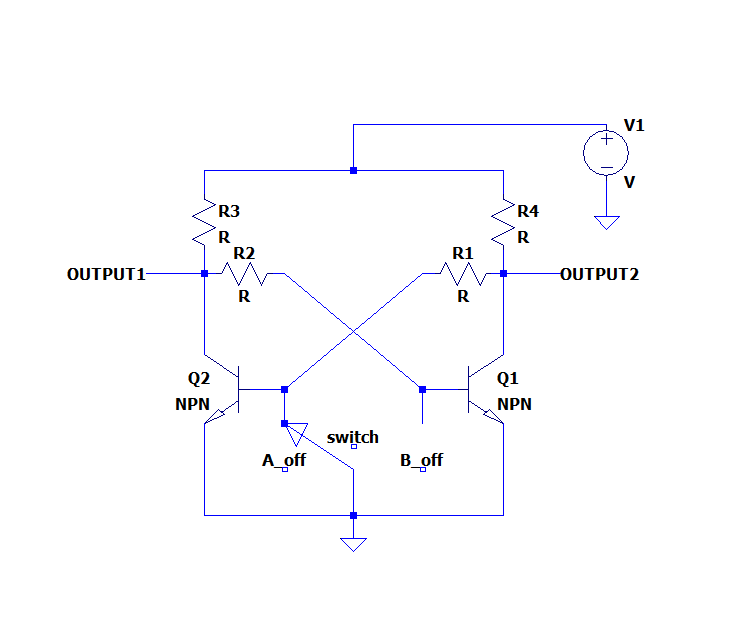 V1
V
R3
R
R4
R
R2
R
R1
R
OUTPUT1
OUTPUT2
Q2
NPN
Q1
NPN
switch
A_off
B_off